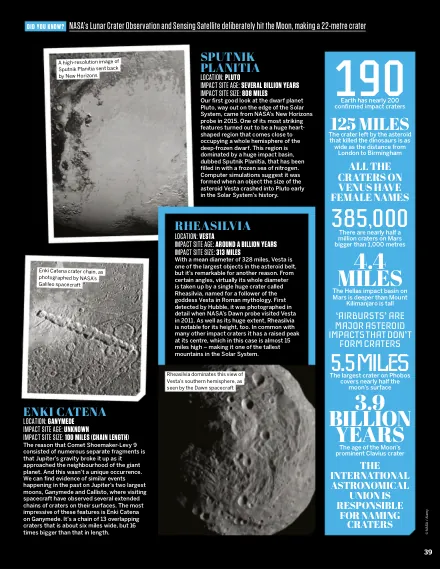 DID YOU KNOW? NASA's Lunar Crater Observation and Sensing Satellite deliberately hit the Moon, making a 22-metre crater
A high-resolution image of
Sputnik Planitia sent back
by New Horizons
SPUTNIK
PLANITIA
LOCATION: PLUTO
IMPACT SITE AGE: SEVERAL BILLION YEARS
IMPACT SITE SIZE: 808 MILES
Our first good look at the dwarf planet
Pluto, way out on the edge of the Solar
System, came from NASA's New Horizons
probe in 2015. One of its most striking
features turned out to be a huge heart-
shaped region that comes close to
occupying a whole hemisphere of the
deep-frozen dwarf. This region is
dominated by a huge impact basin,
dubbed Sputnik Planitia, that has been
filled in with a frozen sea of nitrogen.
Computer simulations suggest it was
formed when an object the size of the
asteroid Vesta crashed into Pluto early
in the Solar System's history.
RHEASILVIA
LOCATION: VESTA
IMPACT SITE AGE: AROUND A BILLION YEARS
IMPACT SITE SIZE: 313 MILES
With a mean diameter of 328 miles, Vesta is
one of the largest objects in the asteroid belt,
but it's remarkable for another reason. From
certain angles, virtually its whole diameter
is taken up by a single huge crater called
Rheasilvia, named for a follower of the
goddess Vesta in Roman mythology. First
detected by Hubble, it was photographed in
detail when NASA's Dawn probe visited Vesta
in 2011. As well as its huge extent, Rheasilvia
is notable for its height, too. In common with
many other impact craters it has a raised peak
at its centre, which in this case is almost 15
miles high – making it one of the tallest
mountains in the Solar System.
Enki Catena crater chain, as
photographed by NASA's
Galileo spacecraft
Rheasilvia dominates this view of
Vesta's southern hemisphere, as
seen by the Dawn spacecraft
ENKI CATENA
LOCATION: GANYMEDE
IMPACT SITE AGE: UNKNOWN
IMPACT SITE SIZE: 100 MILES (CHAIN LENGTH)
The reason that Comet Shoemaker-Levy 9
consisted of numerous separate fragments is
that Jupiter's gravity broke it up as it
approached the neighbourhood of the giant
planet. And this wasn't a unique occurrence.
We can find evidence of similar events
happening in the past on Jupiter's two largest
moons, Ganymede and Callisto, where visiting
spacecraft have observed several extended
chains of craters on their surfaces. The most
impressive of these features is Enki Catena
on Ganymede. It's a chain of 13 overlapping
craters that is about six miles wide, but 16
times bigger than that in length.
190
Earth has nearly 200
confirmed impact craters
125 MILES
The crater left by the asteroid
that killed the dinosaurs is as
wide as the distance from
London to Birmingham
ALL THE
CRATERS ON
VENUS HAVE
FEMALE NAMES
385,000
There are nearly half a
million craters on Mars
bigger than 1,000 metres
4.4
MILES
The Hellas impact basin on
Mars is deeper than Mount
Kilimanjaro is tall
'AIRBURSTS' ARE
MAJOR ASTEROID
IMPACTS THAT DON'T
FORM CRATERS
5.5 MILES
The largest crater on Phobos
covers nearly half the
moon's surface
3.9
BILLION
YEARS
The age of the Moon's
prominent Clavius crater
THE
INTERNATIONAL
ASTRONOMICAL
UNION IS
RESPONSIBLE
FOR NAMING
CRATERS
© NASA / Alamy
39